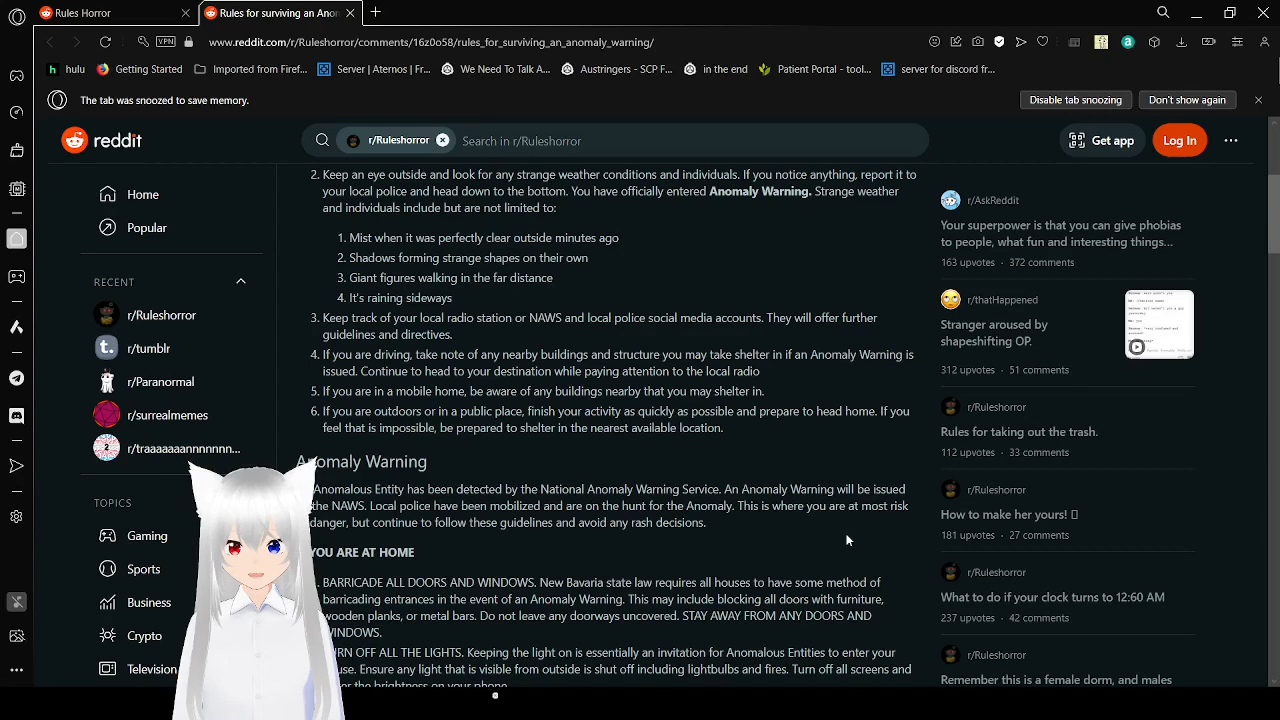 Rules Horror
Rules for surviving an Anon
VPN
www.reddit.com/r/Ruleshorror/comments/16z0o58/rules_for_surviving_an_anomaly_warning/
hulu
Getting Started
Imported from Firef...
Server | Aternos | Fr...
We Need To Talk A...
Austringers - SCP F...
in the end
Patient Portal - tool...
server for discord fr...
The tab was snoozed to save memory.
Disable tab snoozing
Don't show again
reddit
r/Ruleshorror
Search in r/Ruleshorror
Get app
Log In
Home
Popular
RECENT
r/Ruleshorror
r/tumblr
r/Paranormal
r/surrealmemes
r/traaaaaaannnnnnn...
TOPICS
Gaming
Sports
Business
Crypto
Television
2. Keep an eye outside and look for any strange weather conditions and individuals. If you notice anything, report it to
your local police and head down to the bottom. You have officially entered Anomaly Warning. Strange weather
and individuals include but are not limited to:
1. Mist when it was perfectly clear outside minutes ago
2. Shadows forming strange shapes on their own
3. Giant figures walking in the far distance
4. It's raining sideways
3. Keep track of your local news station or NAWS and local police social media accounts. They will offer further
guidelines and directives.
4. If you are driving, take note of any nearby buildings and structure you may take shelter in if an Anomaly Warning is
issued. Continue to head to your destination while paying attention to the local radio
5. If you are in a mobile home, be aware of any buildings nearby that you may shelter in.
6. If you are outdoors or in a public place, finish your activity as quickly as possible and prepare to head home. If you
feel that is impossible, be prepared to shelter in the nearest available location.
Anomaly Warning
Anomalous Entity has been detected by the National Anomaly Warning Service. An Anomaly Warning will be issued
the NAWS. Local police have been mobilized and are on the hunt for the Anomaly. This is where you are at most risk
danger, but continue to follow these guidelines and avoid any rash decisions.
YOU ARE AT HOME
BARRICADE ALL DOORS AND WINDOWS. New Bavaria state law requires all houses to have some method of
barricading entrances in the event of an Anomaly Warning. This may include blocking all doors with furniture,
wooden planks, or metal bars. Do not leave any doorways uncovered. STAY AWAY FROM ANY DOORS AND
WINDOWS.
TURN OFF ALL THE LIGHTS. Keeping the light on is essentially an invitation for Anomalous Entities to enter your
house. Ensure any light that is visible from outside is shut off including lightbulbs and fires. Turn off all screens and
the brightness on your phone
r/AskReddit
Your superpower is that you can give phobias
to people, what fun and interesting things...
163 upvotes · 372 comments
r/thatHappened
Stranger aroused by
shapeshifting OP.
312 upvotes · 51 comments
r/Ruleshorror
Rules for taking out the trash.
112 upvotes · 33 comments
r/Ruleshorror
How to make her yours!
181 upvotes · 27 comments
r/Ruleshorror
What to do if your clock turns to 12:60 AM
237 upvotes · 42 comments
r/Ruleshorror
Remember this is a female dorm, and males